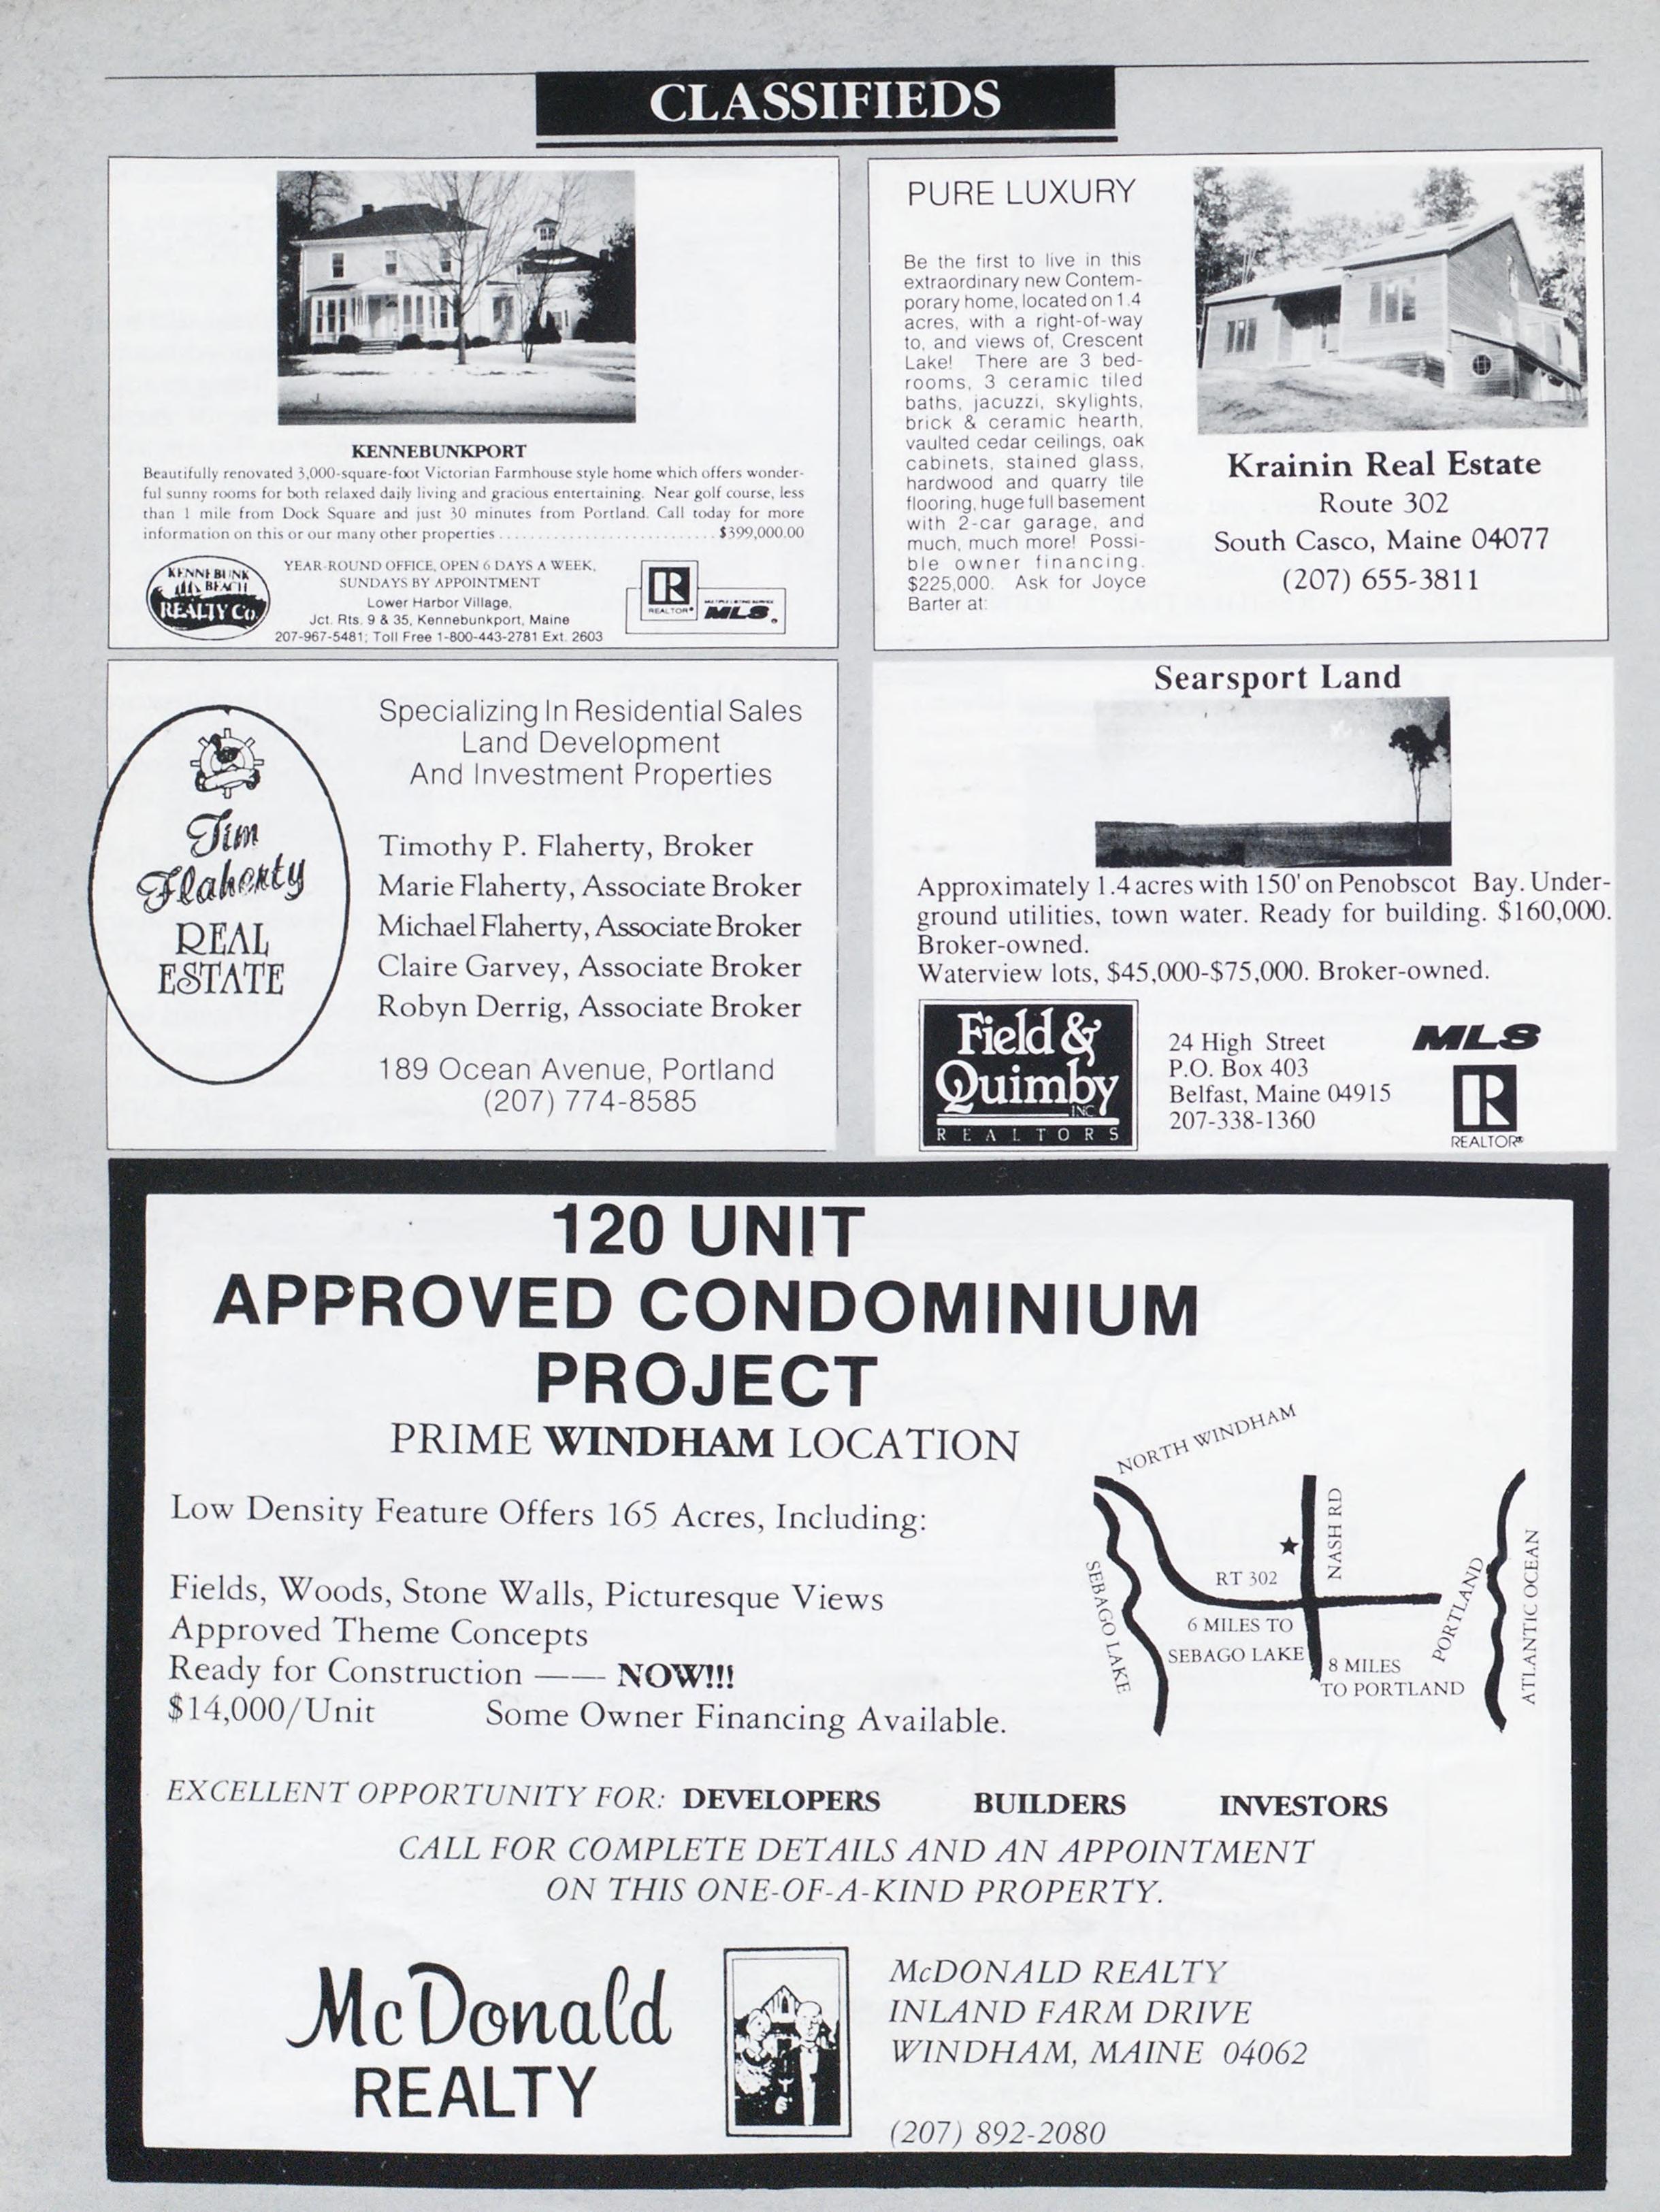 CLASSIFIEDS
KENNEBUNKPORT
Beautifully renovated 3,000-square-foot Victorian Farmhouse style home which offers wonder-
ful sunny rooms for both relaxed daily living and gracious entertaining. Near golf course, less
than 1 mile from Dock Square and just 30 minutes from Portland. Call today for more
information on this or our many other properties ............................ $399,000.00
KENNEBUNK
BEACH
REALTY Co.
YEAR-ROUND OFFICE, OPEN 6 DAYS A WEEK,
SUNDAYS BY APPOINTMENT
Lower Harbor Village,
Jct. Rts. 9 & 35, Kennebunkport, Maine
207-967-5481; Toll Free 1-800-443-2781 Ext. 2603
R
REALTOR®
MULTIPLE LISTING SERVICE
MLS®
PURE LUXURY
Be the first to live in this
extraordinary new Contem-
porary home, located on 1.4
acres, with a right-of-way
to, and views of, Crescent
Lake! There are 3 bed-
rooms, 3 ceramic tiled
baths, jacuzzi, skylights,
brick & ceramic hearth,
vaulted cedar ceilings, oak
cabinets, stained glass,
hardwood and quarry tile
flooring, huge full basement
with 2-car garage, and
much, much more! Possi-
ble owner financing.
$225,000. Ask for Joyce
Barter at:
Krainin Real Estate
Route 302
South Casco, Maine 04077
(207) 655-3811
Tim
Flaherty
REAL
ESTATE
Specializing In Residential Sales
Land Development
And Investment Properties
Timothy P. Flaherty, Broker
Marie Flaherty, Associate Broker
Michael Flaherty, Associate Broker
Claire Garvey, Associate Broker
Robyn Derrig, Associate Broker
189 Ocean Avenue, Portland
(207) 774-8585
Searsport Land
Approximately 1.4 acres with 150' on Penobscot Bay. Under-
ground utilities, town water. Ready for building. $160,000.
Broker-owned.
Waterview lots, $45,000-$75,000. Broker-owned.
Field &
Quimby
INC.
REALTORS
24 High Street
P.O. Box 403
Belfast, Maine 04915
207-338-1360
MLS
R
REALTOR®
120 UNIT
APPROVED CONDOMINIUM
PROJECT
PRIME WINDHAM LOCATION
Low Density Feature Offers 165 Acres, Including:
Fields, Woods, Stone Walls, Picturesque Views
Approved Theme Concepts
Ready for Construction —— NOW!!!
$14,000/Unit Some Owner Financing Available.
NORTH WINDHAM
SEBAGO LAKE
RT 302
NASH RD
6 MILES TO
SEBAGO LAKE
8 MILES
TO PORTLAND
PORTLAND
ATLANTIC OCEAN
EXCELLENT OPPORTUNITY FOR: DEVELOPERS BUILDERS INVESTORS
CALL FOR COMPLETE DETAILS AND AN APPOINTMENT
ON THIS ONE-OF-A-KIND PROPERTY.
McDonald
REALTY
McDONALD REALTY
INLAND FARM DRIVE
WINDHAM, MAINE 04062
(207) 892-2080